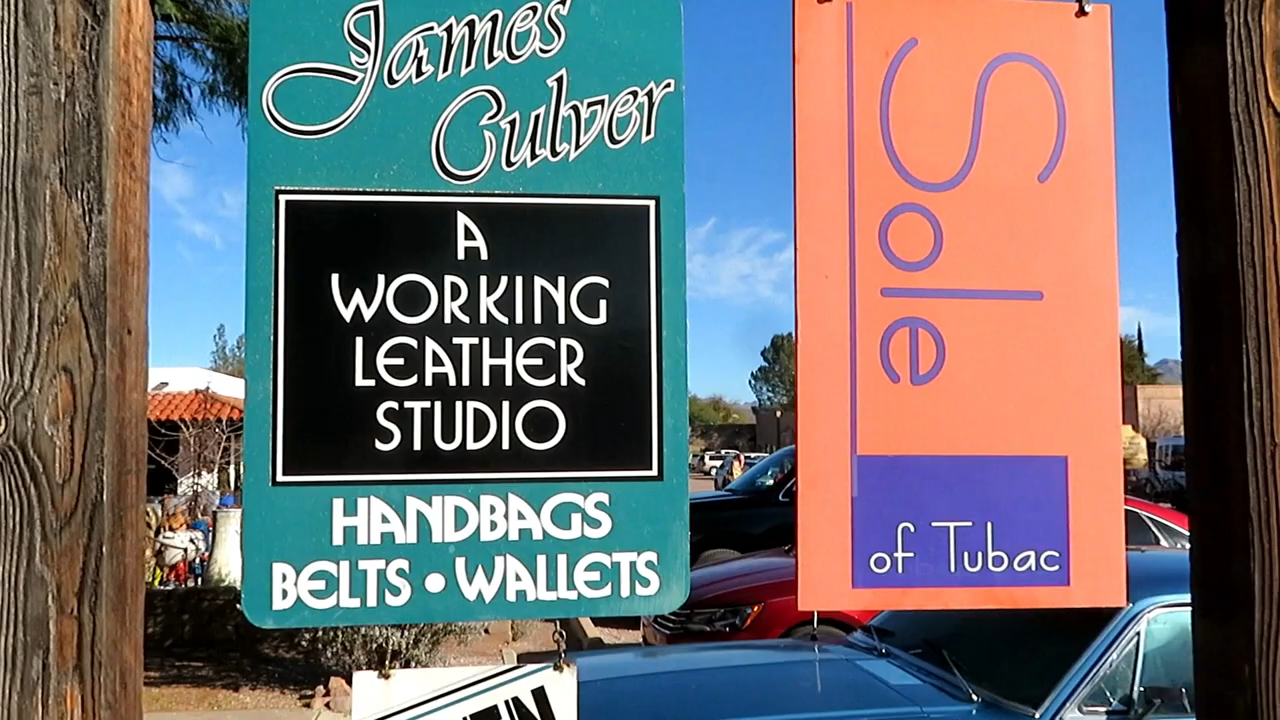 James
Culver
A
WORKING
LEATHER
STUDIO
HANDBAGS
BELTS • WALLETS
Sole
of Tubac